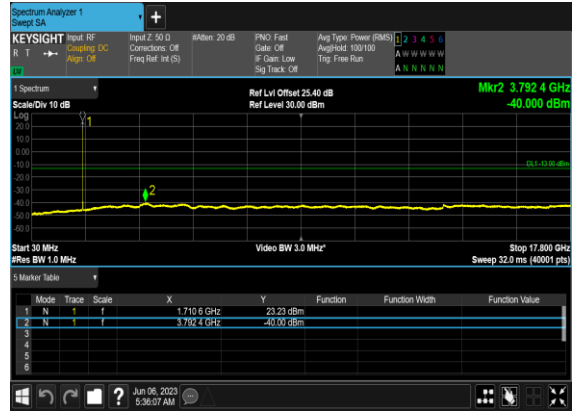 Spectrum Analyzer 1
Swept SA
+
KEYSIGHT Input: RF Input Z: 50 Ω #Atten: 20 dB PNO: Fast Avg Type: Power (RMS) 1 2 3 4 5 6
R T Coupling: DC Corrections: Off Gate: Off Avg|Hold: 100/100 A W W W W W
Align: Off Freq Ref: Int (S) IF Gain: Low Trig: Free Run
Sig Track: Off A N N N N N
1 Spectrum Ref Lvl Offset 25.40 dB Mkr2 3.792 4 GHz
Scale/Div 10 dB Ref Level 30.00 dBm -40.000 dBm
Log
1
20.0
10.0
0.00
-10.0
DL1 -13.00 dBm
-20.0
-30.0
2
-40.0
-50.0
-60.0
Start 30 MHz Video BW 3.0 MHz* Stop 17.800 GHz
#Res BW 1.0 MHz Sweep 32.0 ms (40001 pts)
5 Marker Table
Mode Trace Scale X Y Function Function Width Function Value
1 N 1 f 1.710 6 GHz 23.23 dBm
2 N 1 f 3.792 4 GHz -40.00 dBm
3
4
5
6
? Jun 06, 2023
5:36:07 AM